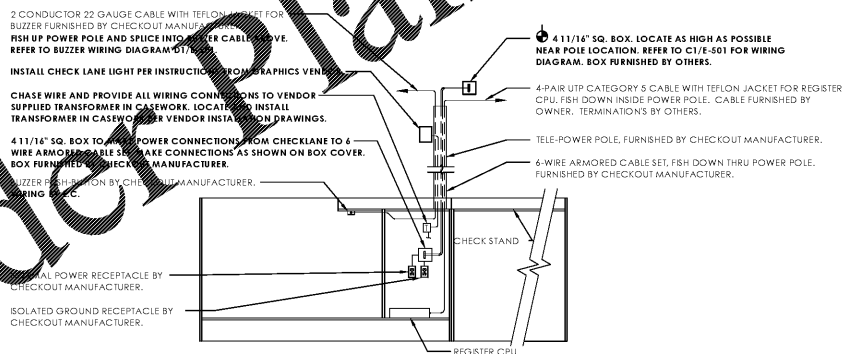 2 CONDUCTOR 22 GAUGE CABLE WITH TEFLON JACKET FOR
BUZZER FURNISHED BY CHECKOUT MANUFACTURER.
FISH UP POWER POLE AND SPLICE INTO BUZZER CABLE ABOVE.
REFER TO BUZZER WIRING DIAGRAM D1/E-501.
INSTALL CHECK LANE LIGHT PER INSTRUCTIONS FROM GRAPHICS VENDOR.
CHASE WIRE AND PROVIDE ALL WIRING CONNECTIONS TO VENDOR
SUPPLIED TRANSFORMER IN CASEWORK. LOCATE AND INSTALL
TRANSFORMER IN CASEWORK PER VENDOR INSTALLATION DRAWINGS.
4 11/16" SQ. BOX TO MAKE POWER CONNECTIONS FROM CHECKLANE TO 6
WIRE ARMORED CABLE SET. MAKE CONNECTIONS AS SHOWN ON BOX COVER.
BOX FURNISHED BY CHECKOUT MANUFACTURER.
BUZZER PUSH-BUTTON BY CHECKOUT MANUFACTURER.
WIRING BY E.C.
POWER RECEPTACLE BY
CHECKOUT MANUFACTURER.
ISOLATED GROUND RECEPTACLE BY
CHECKOUT MANUFACTURER.
4 11/16" SQ. BOX. LOCATE AS HIGH AS POSSIBLE
NEAR POLE LOCATION. REFER TO C1/E-501 FOR WIRING
DIAGRAM. BOX FURNISHED BY OTHERS.
4-PAIR UTP CATEGORY 5 CABLE WITH TEFLON JACKET FOR REGISTER
CPU. FISH DOWN INSIDE POWER POLE. CABLE FURNISHED BY
OWNER. TERMINATION'S BY OTHERS.
TELE-POWER POLE, FURNISHED BY CHECKOUT MANUFACTURER.
6-WIRE ARMORED CABLE SET, FISH DOWN THRU POWER POLE.
FURNISHED BY CHECKOUT MANUFACTURER.
CHECK STAND
REGISTER CPU
der Plan